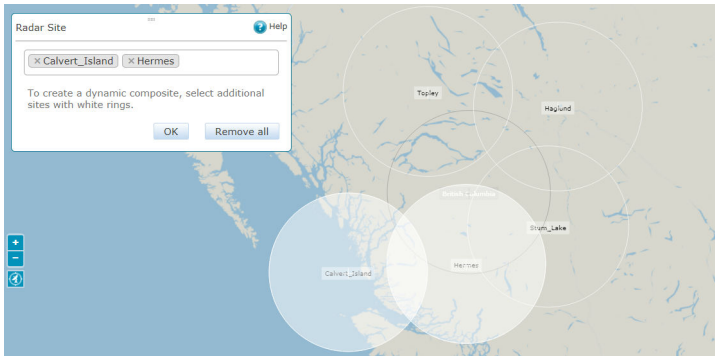 Radar Site
Help
× Calvert_Island × Hermes
To create a dynamic composite, select additional
sites with white rings.
OK Remove all
Topley
Haglund
Stum_Lake
Hermes
Calvert_Island
+
−